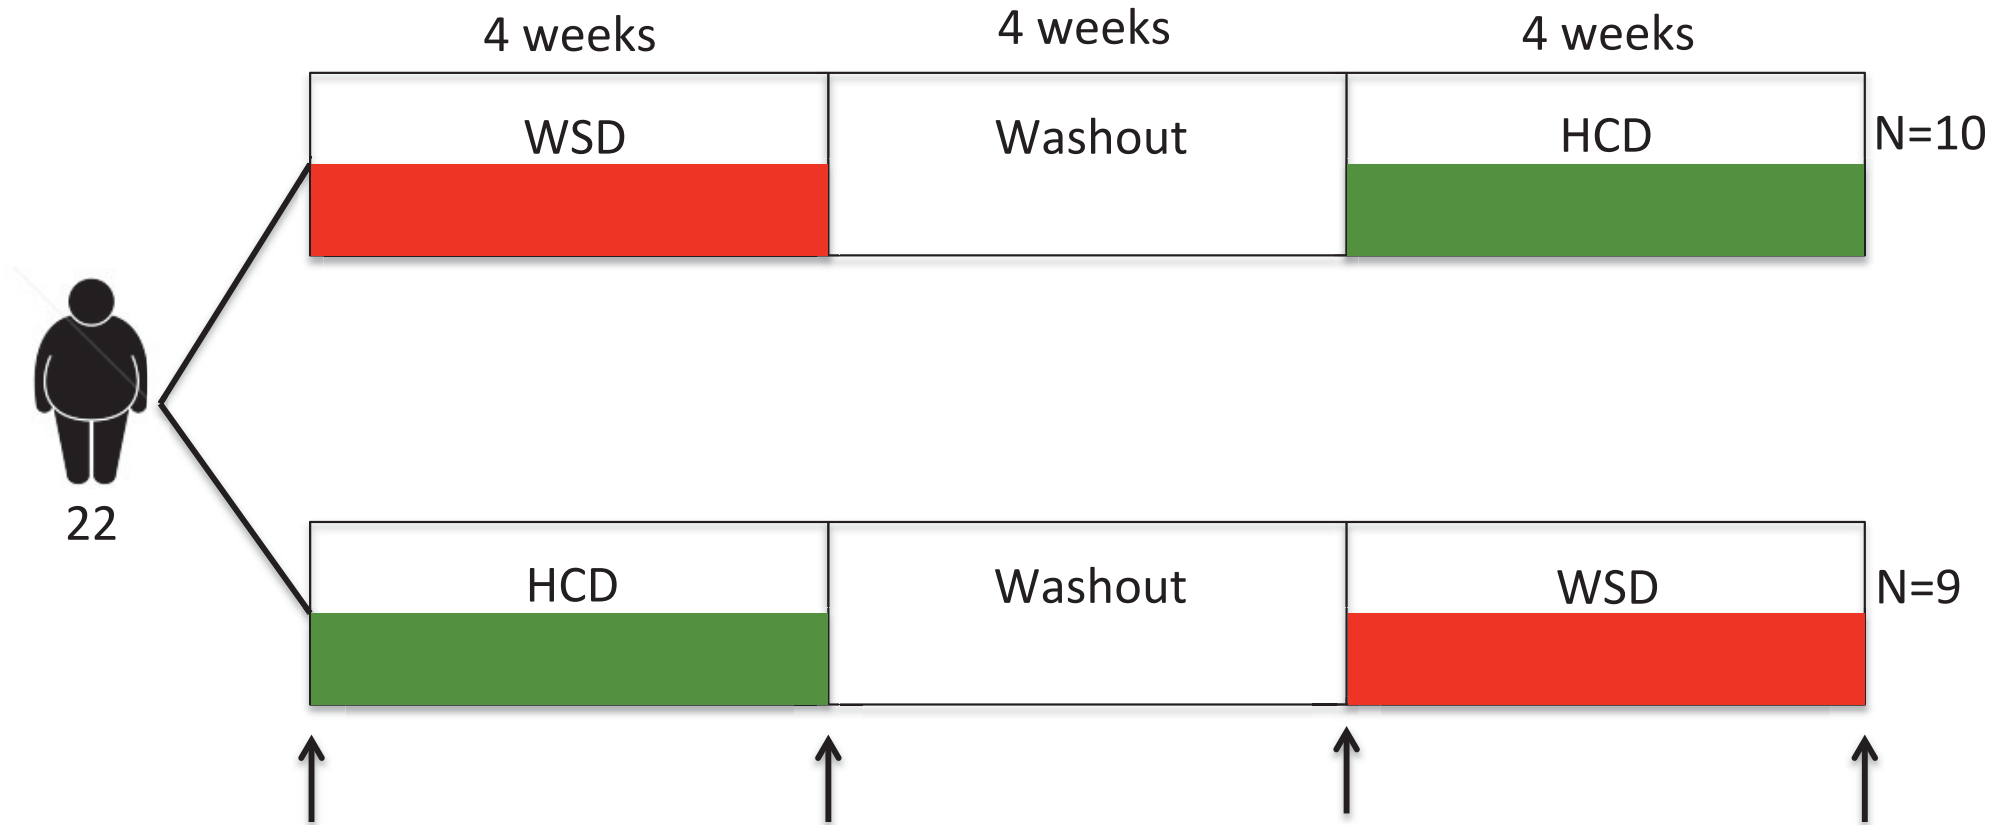 4 weeks 4 weeks 4 weeks
WSD Washout HCD N=10
22
HCD Washout WSD N=9